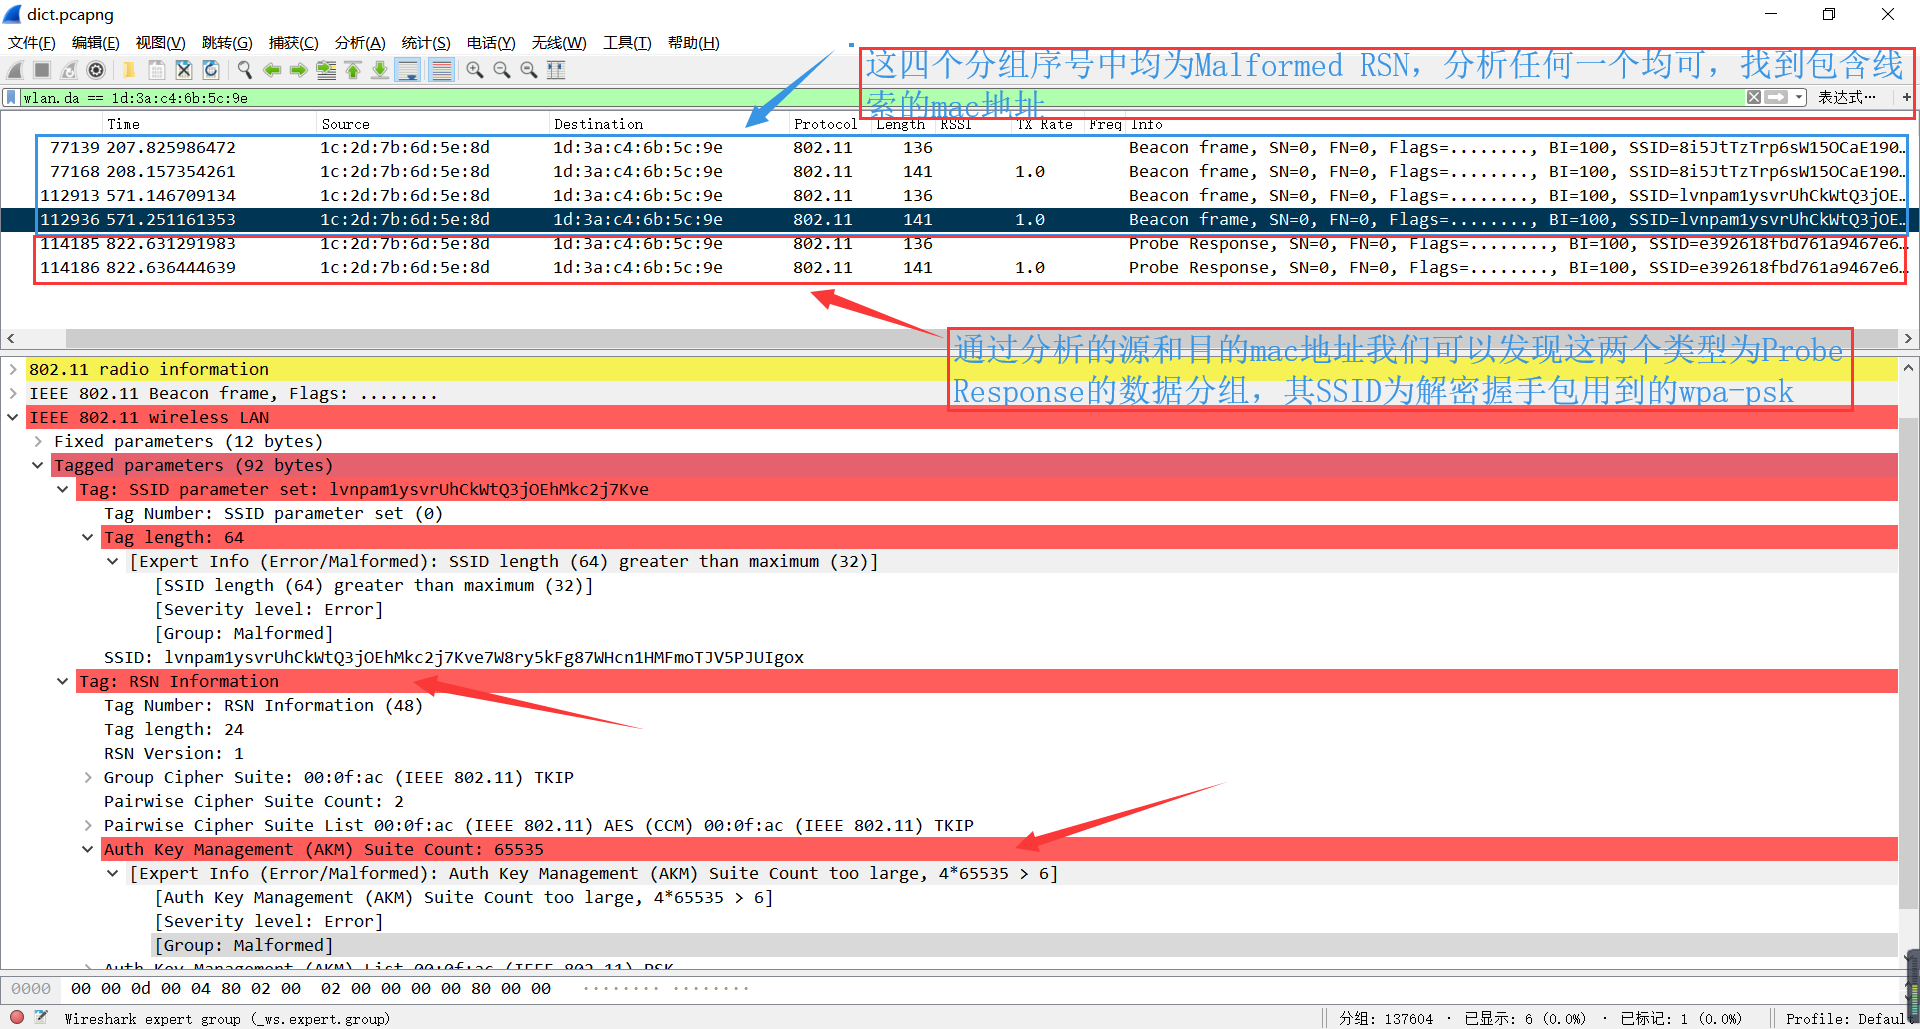 dict.pcapng
文件(F) 编辑(E) 视图(V) 跳转(G) 捕获(C) 分析(A) 统计(S) 电话(Y) 无线(W) 工具(T) 帮助(H)
这四个分组序号中均为Malformed RSN，分析任何一个均可，找到包含线
索的mac地址
wlan.da == 1d:3a:c4:6b:5c:9e 表达式… +
Time Source Destination Protocol Length RSSI TX Rate Freq Info
77139 207.825986472 1c:2d:7b:6d:5e:8d 1d:3a:c4:6b:5c:9e 802.11 136 Beacon frame, SN=0, FN=0, Flags=........, BI=100, SSID=8i5JtTzTrp6sW15OCaE190…
77168 208.157354261 1c:2d:7b:6d:5e:8d 1d:3a:c4:6b:5c:9e 802.11 141 1.0 Beacon frame, SN=0, FN=0, Flags=........, BI=100, SSID=8i5JtTzTrp6sW15OCaE190…
112913 571.146709134 1c:2d:7b:6d:5e:8d 1d:3a:c4:6b:5c:9e 802.11 136 Beacon frame, SN=0, FN=0, Flags=........, BI=100, SSID=lvnpam1ysvrUhCkWtQ3jOE…
112936 571.251161353 1c:2d:7b:6d:5e:8d 1d:3a:c4:6b:5c:9e 802.11 141 1.0 Beacon frame, SN=0, FN=0, Flags=........, BI=100, SSID=lvnpam1ysvrUhCkWtQ3jOE…
114185 822.631291983 1c:2d:7b:6d:5e:8d 1d:3a:c4:6b:5c:9e 802.11 136 Probe Response, SN=0, FN=0, Flags=........, BI=100, SSID=e392618fbd761a9467e6…
114186 822.636444639 1c:2d:7b:6d:5e:8d 1d:3a:c4:6b:5c:9e 802.11 141 1.0 Probe Response, SN=0, FN=0, Flags=........, BI=100, SSID=e392618fbd761a9467e6…
通过分析的源和目的mac地址我们可以发现这两个类型为Probe
Response的数据分组，其SSID为解密握手包用到的wpa-psk
802.11 radio information
IEEE 802.11 Beacon frame, Flags: ........
IEEE 802.11 wireless LAN
Fixed parameters (12 bytes)
Tagged parameters (92 bytes)
Tag: SSID parameter set: lvnpam1ysvrUhCkWtQ3jOEhMkc2j7Kve
Tag Number: SSID parameter set (0)
Tag length: 64
[Expert Info (Error/Malformed): SSID length (64) greater than maximum (32)]
[SSID length (64) greater than maximum (32)]
[Severity level: Error]
[Group: Malformed]
SSID: lvnpam1ysvrUhCkWtQ3jOEhMkc2j7Kve7W8ry5kFg87WHcn1HMFmoTJV5PJUIgox
Tag: RSN Information
Tag Number: RSN Information (48)
Tag length: 24
RSN Version: 1
Group Cipher Suite: 00:0f:ac (IEEE 802.11) TKIP
Pairwise Cipher Suite Count: 2
Pairwise Cipher Suite List 00:0f:ac (IEEE 802.11) AES (CCM) 00:0f:ac (IEEE 802.11) TKIP
Auth Key Management (AKM) Suite Count: 65535
[Expert Info (Error/Malformed): Auth Key Management (AKM) Suite Count too large, 4*65535 > 6]
[Auth Key Management (AKM) Suite Count too large, 4*65535 > 6]
[Severity level: Error]
[Group: Malformed]
Auth Key Management (AKM) List 00:0f:ac (IEEE 802.11) PSK
0000 00 00 0d 00 04 80 02 00 02 00 00 00 00 80 00 00 ········ ········
Wireshark expert group (_ws.expert.group) 分组: 137604 · 已显示: 6 (0.0%) · 已标记: 1 (0.0%) Profile: Default